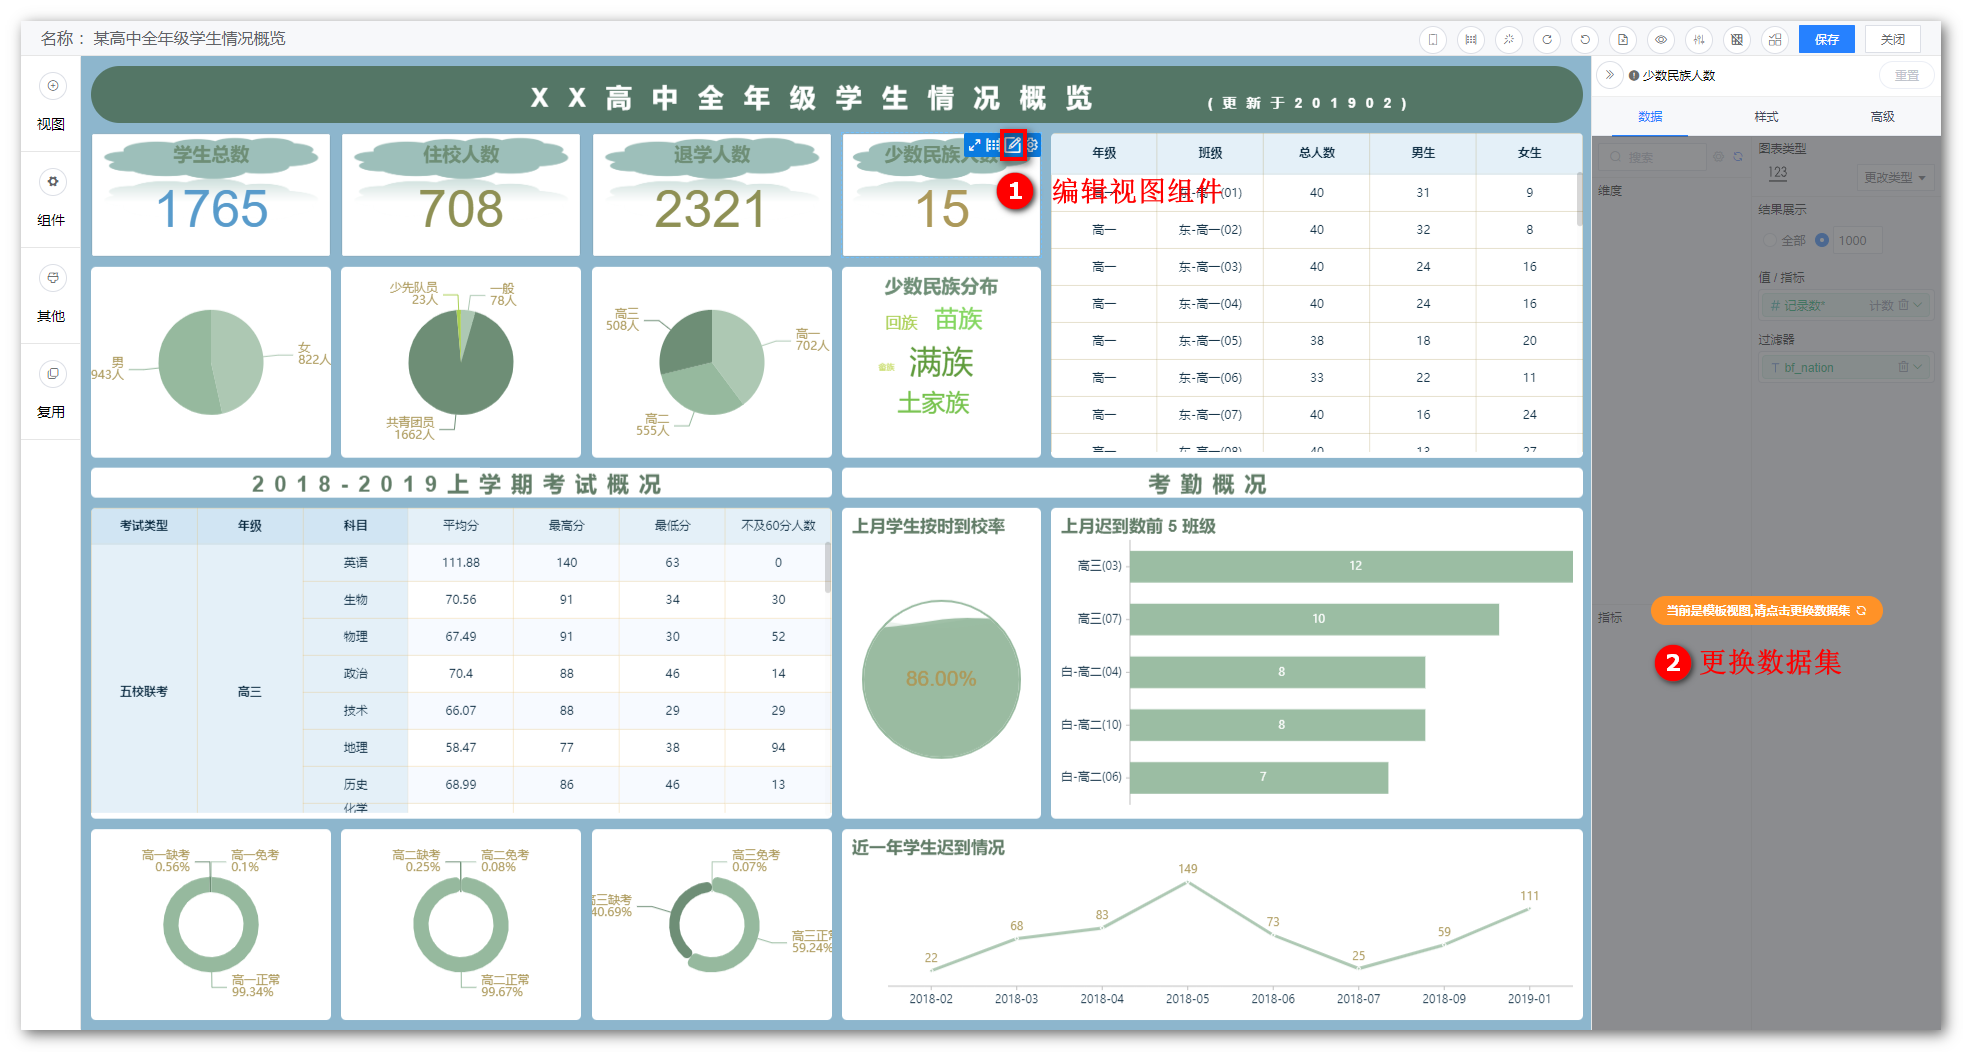 名称 : 某高中全年级学生情况概览
保存
关闭
视图
组件
其他
复用
XX高中全年级学生情况概览
(更新于201902)
学生总数
1765
住校人数
708
退学人数
2321
少数民族人数
15
1 编辑视图组件
年级 班级 总人数 男生 女生
高一 东-高一(01) 40 31 9
高一 东-高一(02) 40 32 8
高一 东-高一(03) 40 24 16
高一 东-高一(04) 40 24 16
高一 东-高一(05) 38 18 20
高一 东-高一(06) 33 22 11
高一 东-高一(07) 40 16 24
高一 东-高一(08) 40 13 27
男
943人
女
822人
少先队员
23人
一般
78人
共青团员
1662人
高三
508人
高一
702人
高二
555人
少数民族分布
回族 苗族
满族
土家族
2018-2019上学期考试概况
考试类型 年级 科目 平均分 最高分 最低分 不及60分人数
五校联考 高三
英语 111.88 140 63 0
生物 70.56 91 34 30
物理 67.49 91 30 52
政治 70.4 88 46 14
技术 66.07 88 29 29
地理 58.47 77 38 94
历史 68.99 86 46 13
化学
考勤概况
上月学生按时到校率
86.00%
上月迟到数前 5 班级
高三(03) 12
高三(07) 10
白-高二(04) 8
白-高二(10) 8
白-高二(06) 7
高一缺考
0.56%
高一免考
0.1%
高一正常
99.34%
高二缺考
0.25%
高二免考
0.08%
高二正常
99.67%
高三免考
0.07%
高三缺考
40.69%
高三正常
59.24%
近一年学生迟到情况
22 68 83 149 73 25 59 111
2018-02 2018-03 2018-04 2018-05 2018-06 2018-07 2018-09 2019-01
少数民族人数
重置
数据 样式 高级
搜索
维度
指标
图表类型
123
更改类型
结果展示
全部 1000
值 / 指标
# 记录数* 计数
过滤器
T bf_nation
当前是模板视图,请点击更换数据集
2 更换数据集